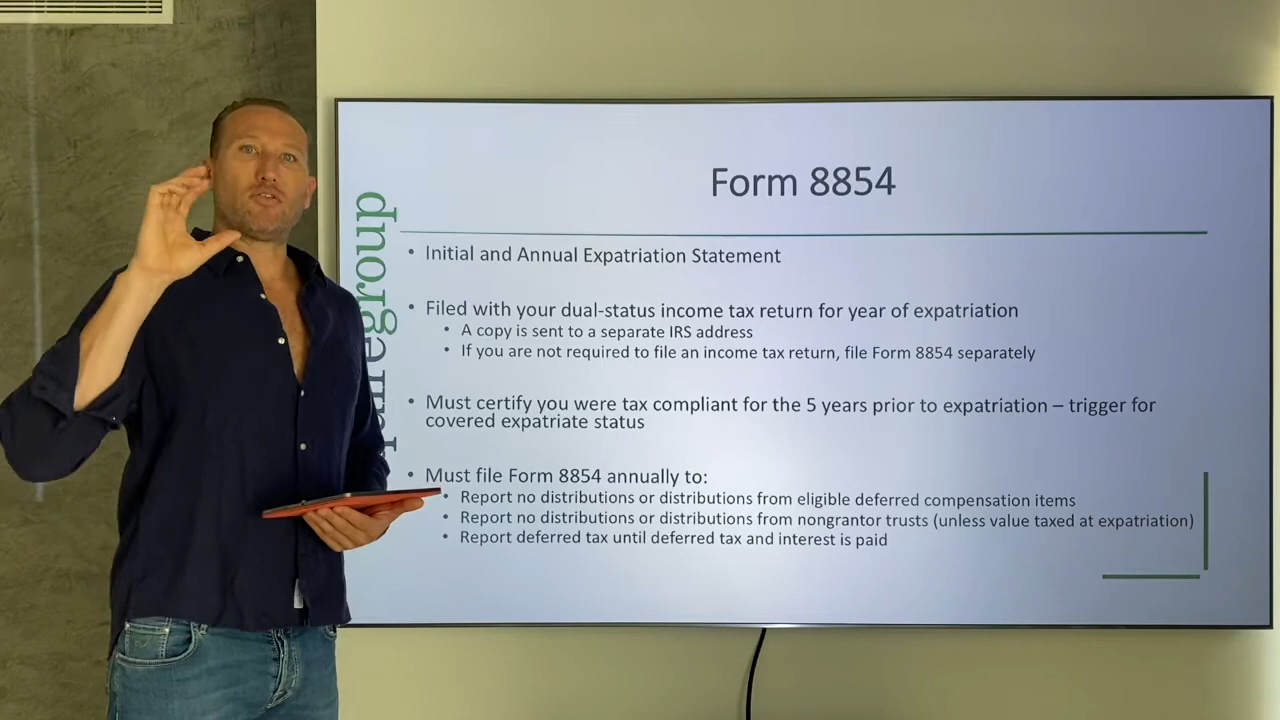 Form 8854
• Initial and Annual Expatriation Statement
• Filed with your dual-status income tax return for year of expatriation
• A copy is sent to a separate IRS address
• If you are not required to file an income tax return, file Form 8854 separately
• Must certify you were tax compliant for the 5 years prior to expatriation – trigger for
covered expatriate status
• Must file Form 8854 annually to:
• Report no distributions or distributions from eligible deferred compensation items
• Report no distributions or distributions from nongrantor trusts (unless value taxed at expatriation)
• Report deferred tax until deferred tax and interest is paid
group